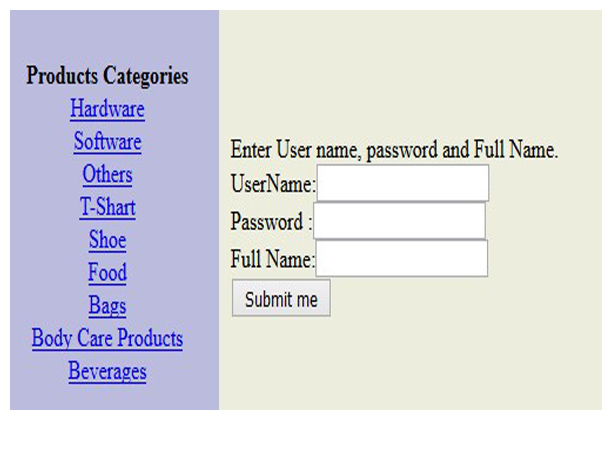 Products Categories
Hardware
Software
Others
T-Shart
Shoe
Food
Bags
Body Care Products
Beverages
Enter User name, password and Full Name.
UserName:
Password :
Full Name:
Submit me